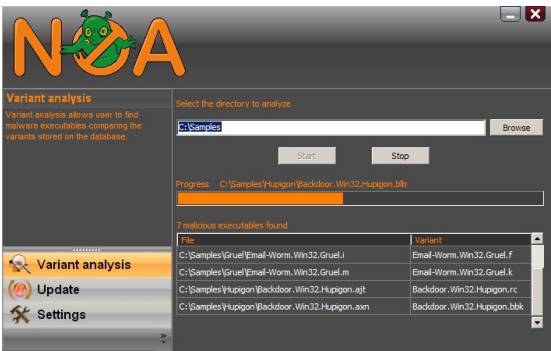 NOA
Variant analysis
Variant analysis allows user to find
malware executables comparing the
variants stored on the database.
Select the directory to analyze
C:\Samples
Browse
Start
Stop
Progress C:\Samples\Hupigon\Backdoor.Win32.Hupigon.blb
7 malicious executables found
File Variant
C:\Samples\Gruel\Email-Worm.Win32.Gruel.i Email-Worm.Win32.Gruel.f
C:\Samples\Gruel\Email-Worm.Win32.Gruel.m Email-Worm.Win32.Gruel.k
C:\Samples\Hupigon\Backdoor.Win32.Hupigon.ajt Backdoor.Win32.Hupigon.rc
C:\Samples\Hupigon\Backdoor.Win32.Hupigon.axn Backdoor.Win32.Hupigon.bbk
Variant analysis
Update
Settings